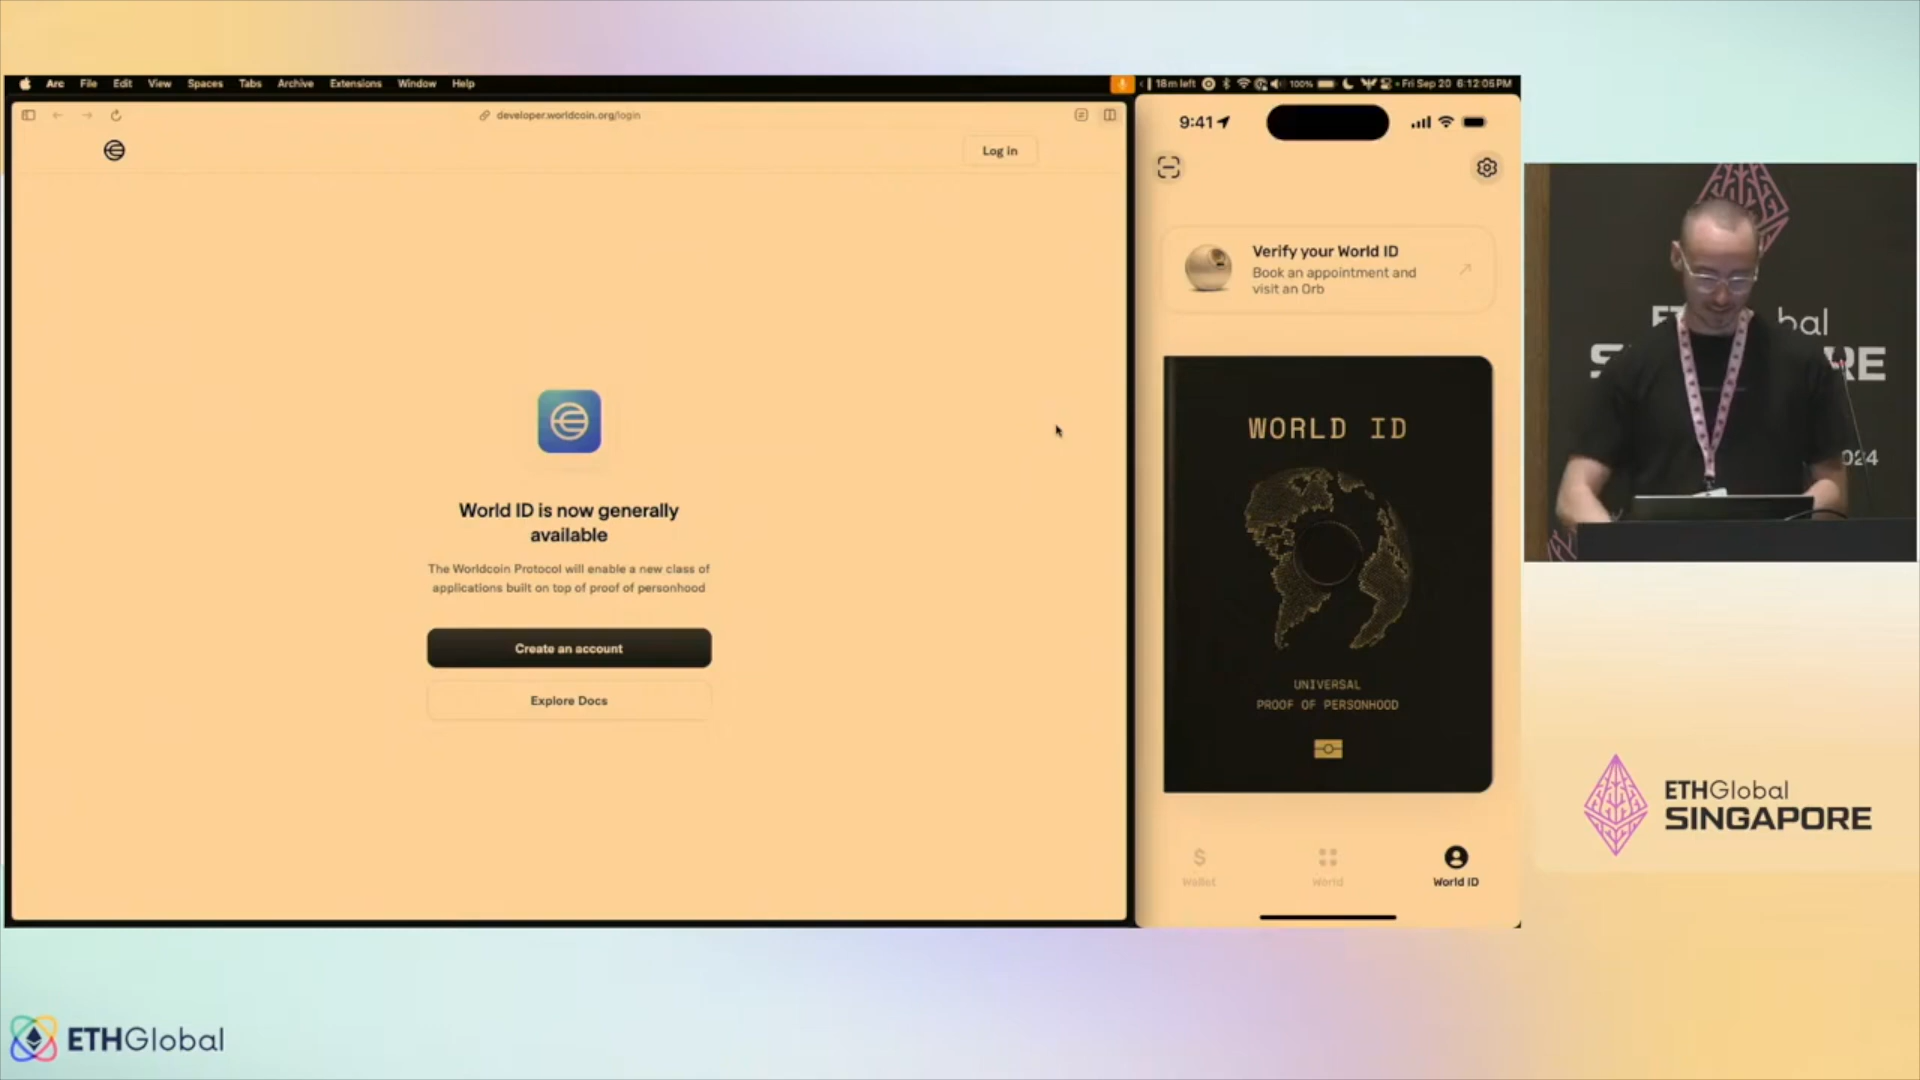 Arc File Edit View Spaces Tabs Archive Extensions Window Help
18m left 100% Fri Sep 20 6:12:05 PM
developer.worldcoin.org/login
Log in
World ID is now generally
available
The Worldcoin Protocol will enable a new class of
applications built on top of proof of personhood
Create an account
Explore Docs
9:41
Verify your World ID
Book an appointment and
visit an Orb
WORLD ID
UNIVERSAL
PROOF OF PERSONHOOD
$
Wallet
World
World ID
ETHGlobal
SINGAPORE
ETHGlobal